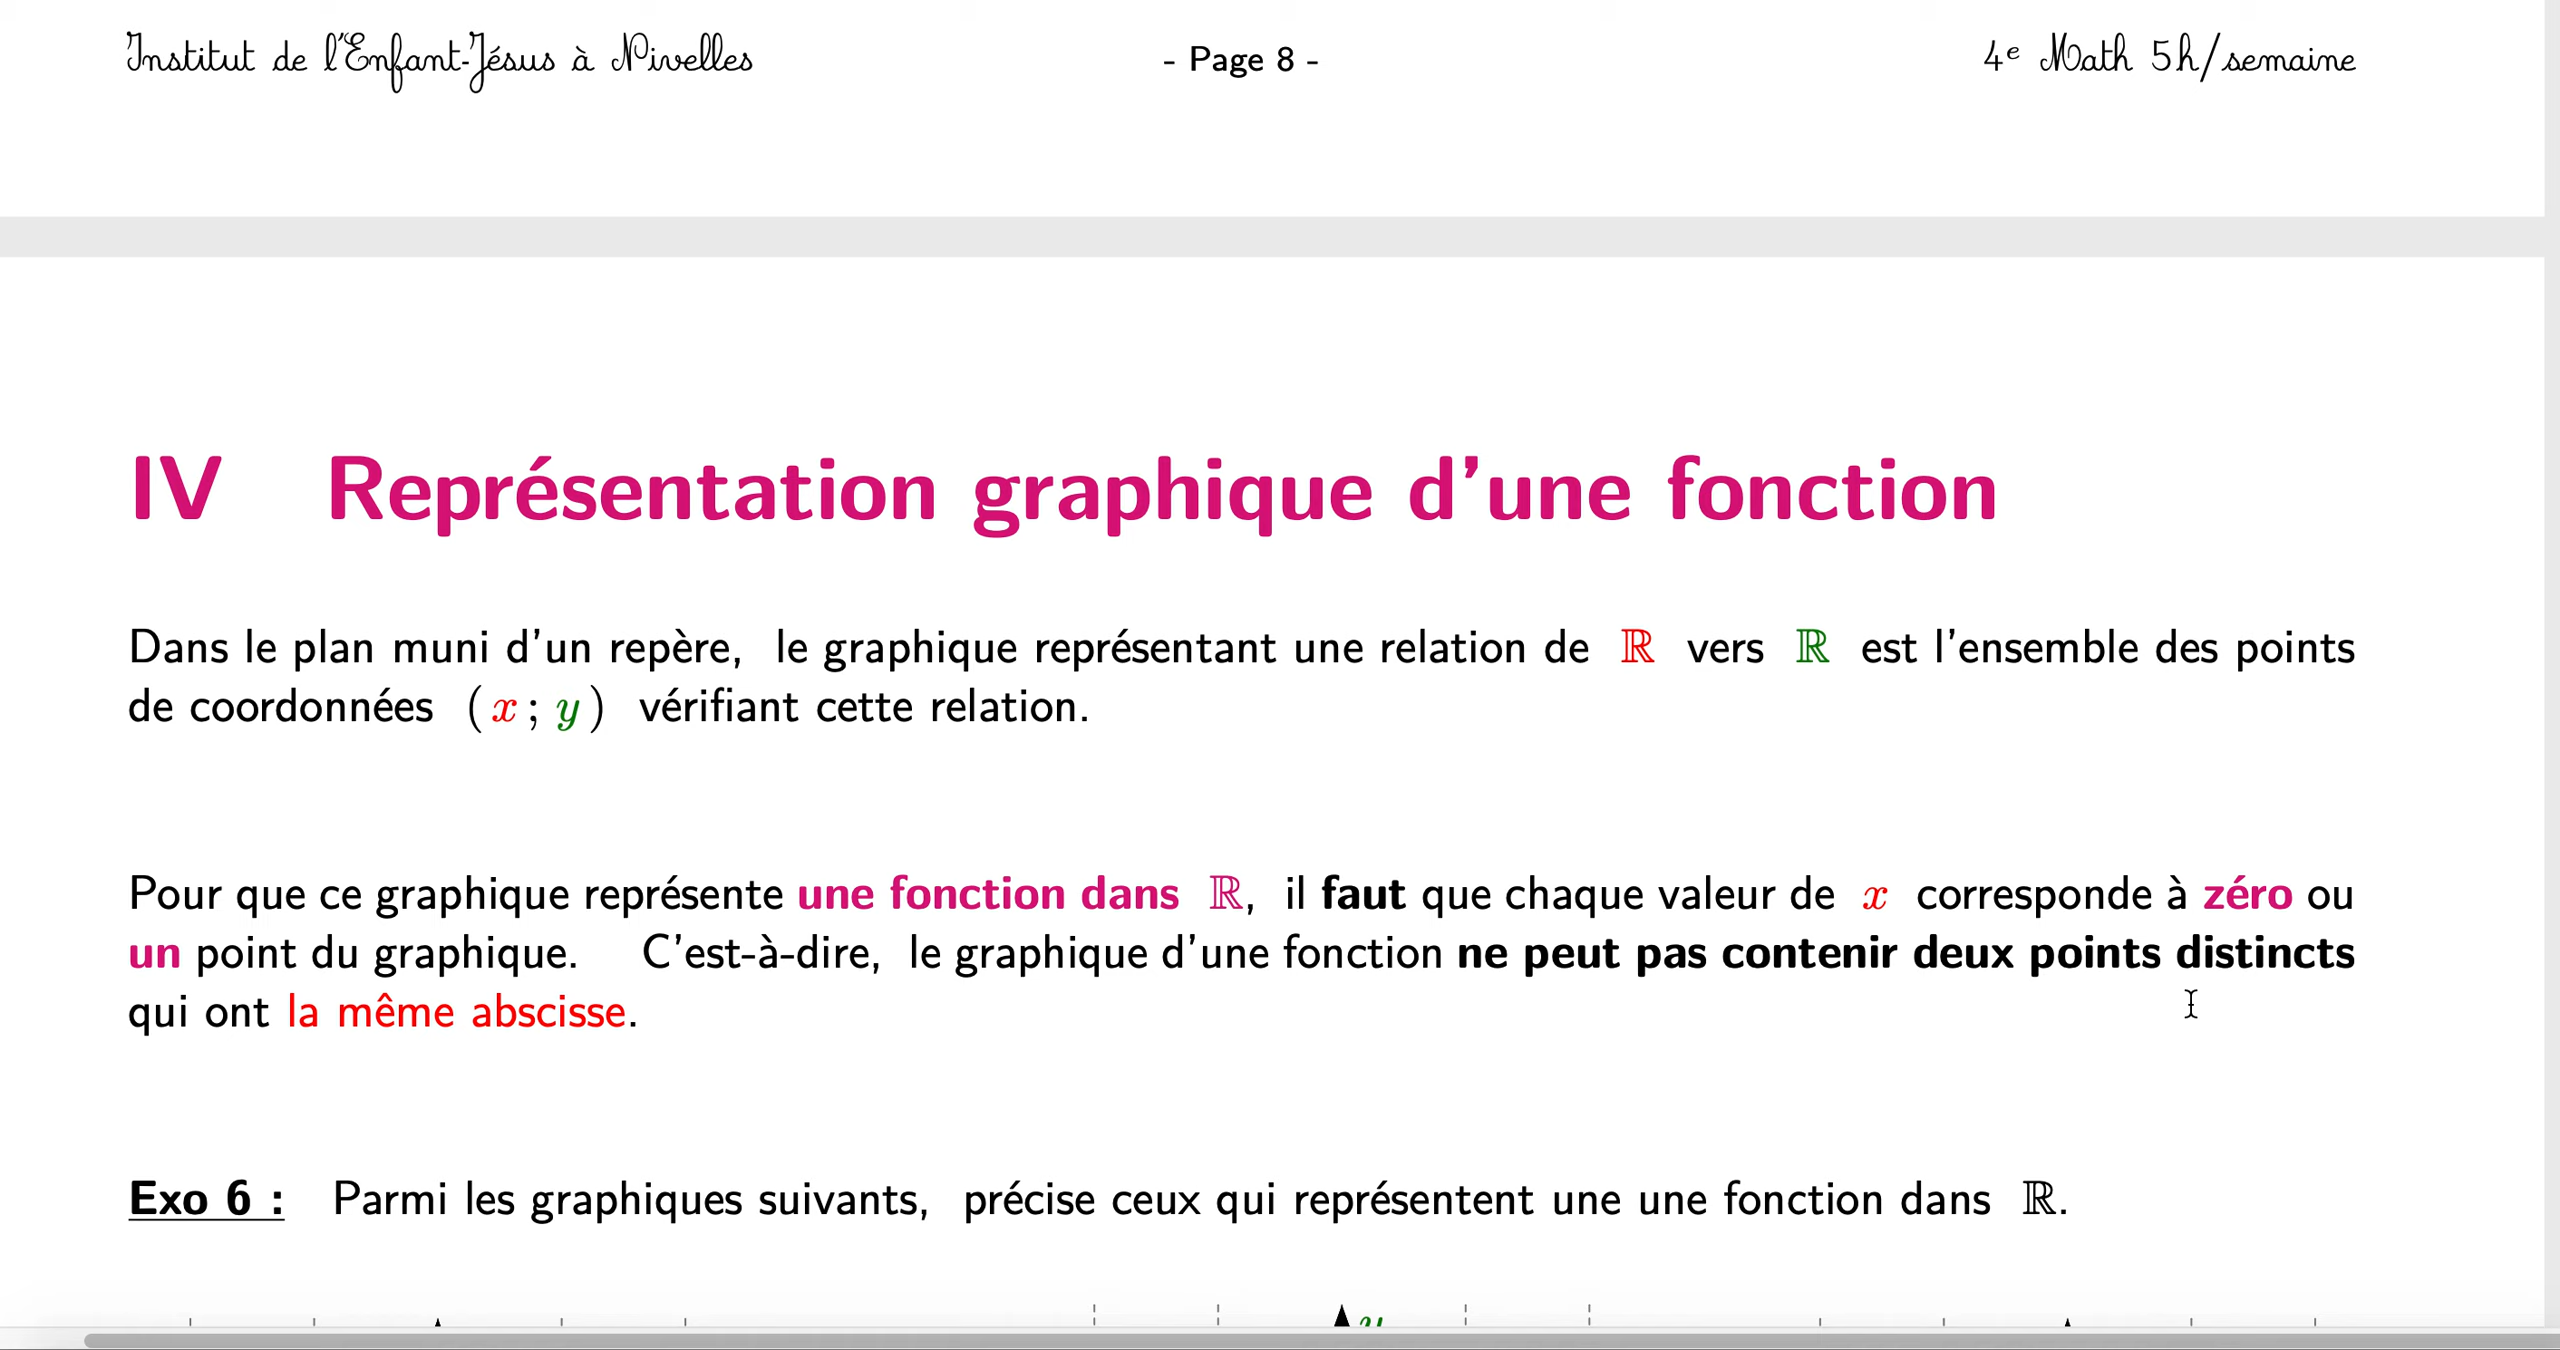 Institut de l'Enfant-Jésus à Nivelles - Page 8 - 4e Math 5h/semaine
IV Représentation graphique d'une fonction
Dans le plan muni d'un repère, le graphique représentant une relation de ℝ vers ℝ est l'ensemble des points
de coordonnées (x ; y) vérifiant cette relation.
Pour que ce graphique représente une fonction dans ℝ, il faut que chaque valeur de x corresponde à zéro ou
un point du graphique. C'est-à-dire, le graphique d'une fonction ne peut pas contenir deux points distincts
qui ont la même abscisse.
Exo 6 : Parmi les graphiques suivants, précise ceux qui représentent une une fonction dans ℝ.
y